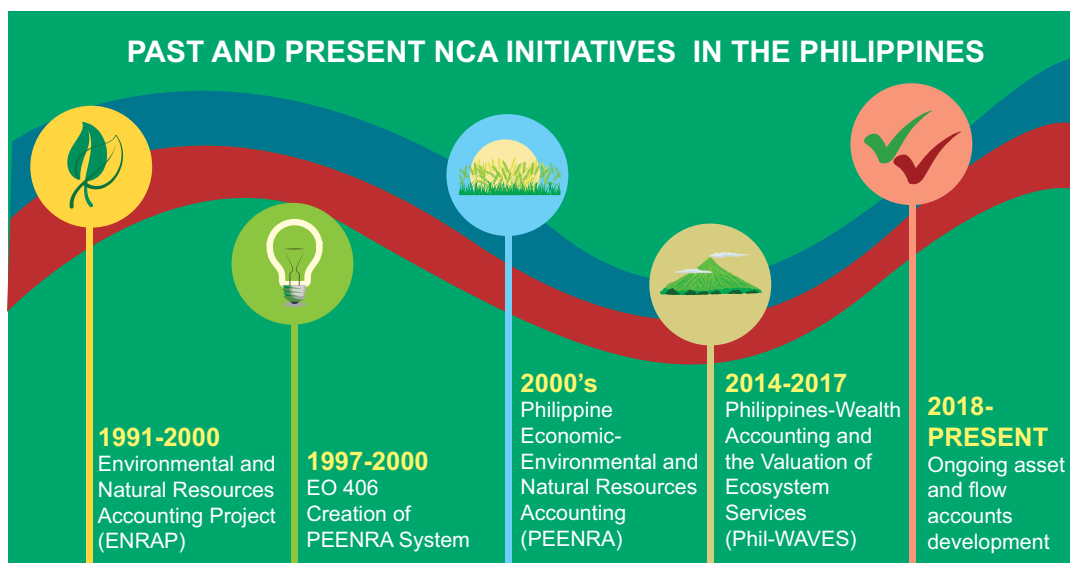 PAST AND PRESENT NCA INITIATIVES IN THE PHILIPPINES
1991-2000
Environmental and
Natural Resources
Accounting Project
(ENRAP)
1997-2000
EO 406
Creation of
PEENRA System
2000's
Philippine
Economic-
Environmental and
Natural Resources
Accounting
(PEENRA)
2014-2017
Philippines-Wealth
Accounting and
the Valuation of
Ecosystem
Services
(Phil-WAVES)
2018-
PRESENT
Ongoing asset
and flow
accounts
development